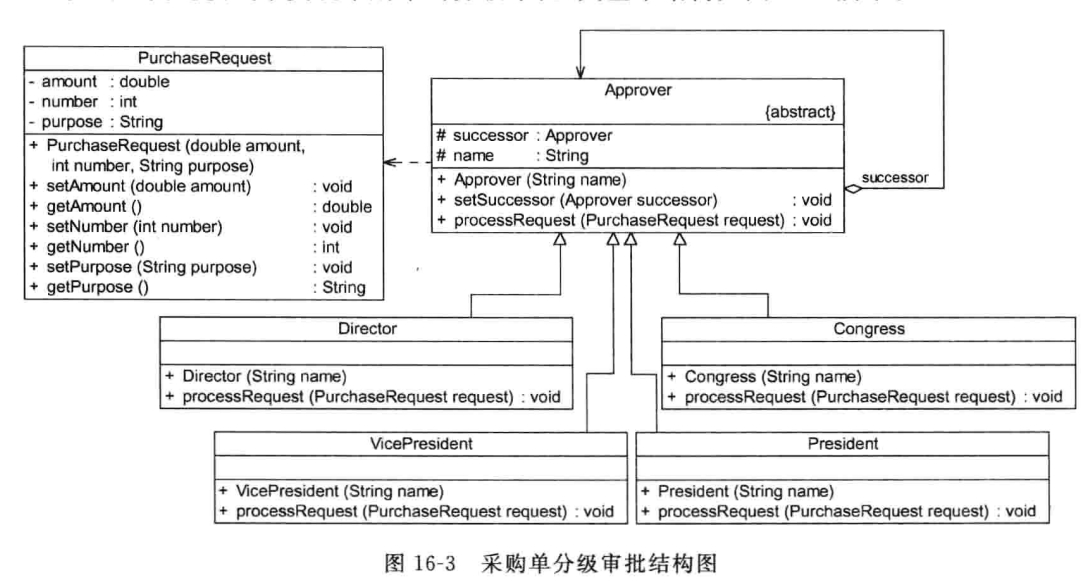 PurchaseRequest
- amount : double
- number : int
- purpose : String
+ PurchaseRequest (double amount,
int number, String purpose)
+ setAmount (double amount) : void
+ getAmount () : double
+ setNumber (int number) : void
+ getNumber () : int
+ setPurpose (String purpose) : void
+ getPurpose () : String
Approver
{abstract}
# successor : Approver
# name : String
+ Approver (String name)
+ setSuccessor (Approver successor) : void
+ processRequest (PurchaseRequest request) : void
successor
Director
+ Director (String name)
+ processRequest (PurchaseRequest request) : void
Congress
+ Congress (String name)
+ processRequest (PurchaseRequest request) : void
VicePresident
+ VicePresident (String name)
+ processRequest (PurchaseRequest request) : void
President
+ President (String name)
+ processRequest (PurchaseRequest request) : void
图 16-3 采购单分级审批结构图